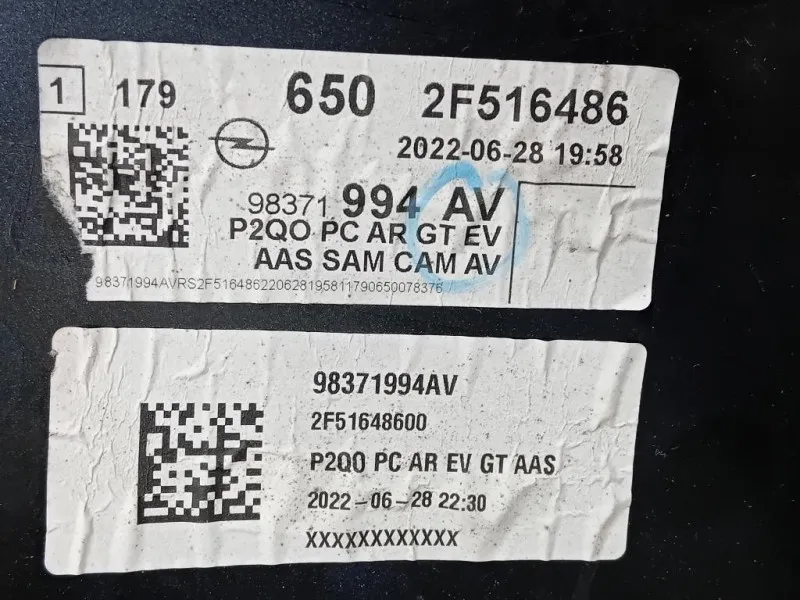 1 179 650 2F516486
2022-06-28 19:58
98371 994 AV
P2QO PC AR GT EV
AAS SAM CAM AV
98371994AVRS2F516486220628195811790650078376
98371994AV
2F51648600
P2QO PC AR EV GT AAS
2022-06-28 22:30
XXXXXXXXXXXX